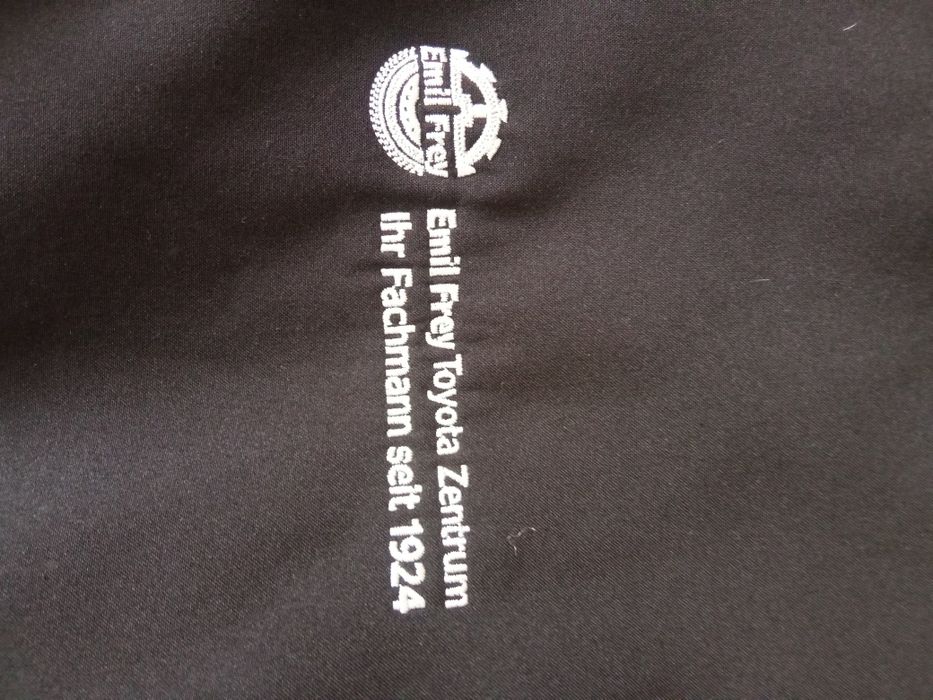 Emil Frey
Emil Frey Toyota Zentrum
Ihr Fachmann seit 1924